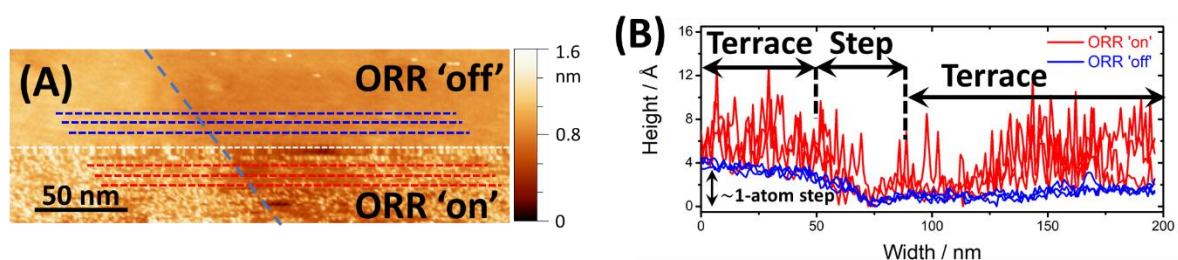 (A)
ORR ‘off’
ORR ‘on’
50 nm
1.6
nm
0.8
0
(B)
Height / Å
16
12
8
4
0
Terrace
Step
Terrace
ORR 'on'
ORR 'off'
~1-atom step
0
50
100
150
200
Width / nm